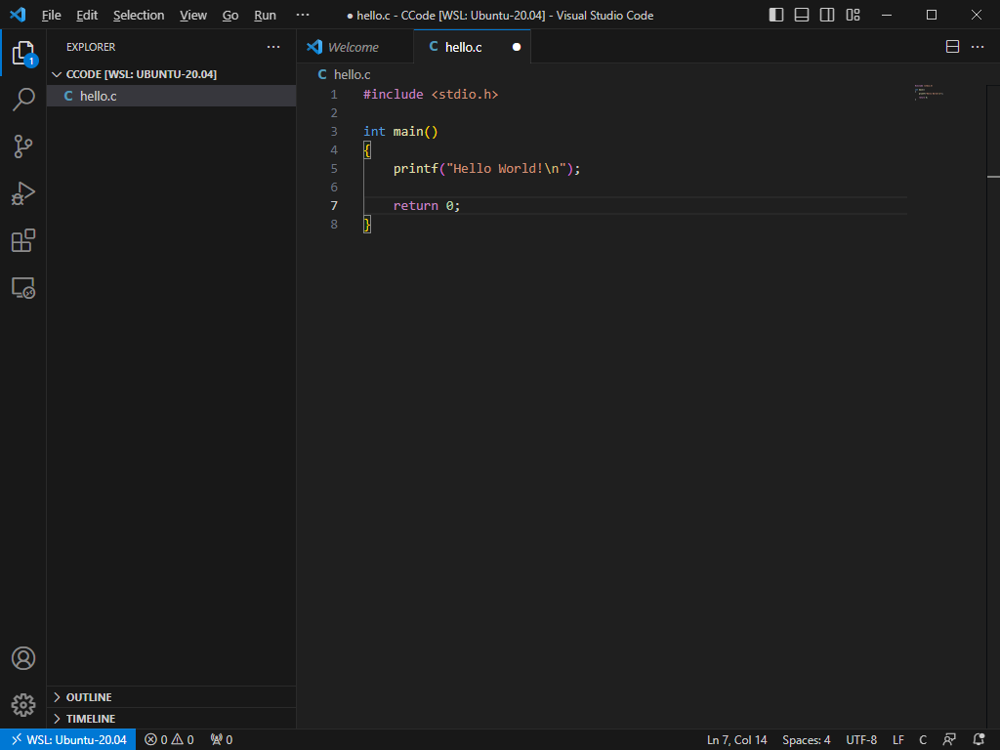 File Edit Selection View Go Run ··· ● hello.c - CCode [WSL: Ubuntu-20.04] - Visual Studio Code
EXPLORER ···
CCODE [WSL: UBUNTU-20.04]
C hello.c
1
OUTLINE
TIMELINE
Welcome C hello.c ●
C hello.c
1 #include <stdio.h>
2
3 int main()
4 {
5     printf("Hello World!\n");
6
7     return 0;
8 }
WSL: Ubuntu-20.04 0 0 0 Ln 7, Col 14 Spaces: 4 UTF-8 LF C